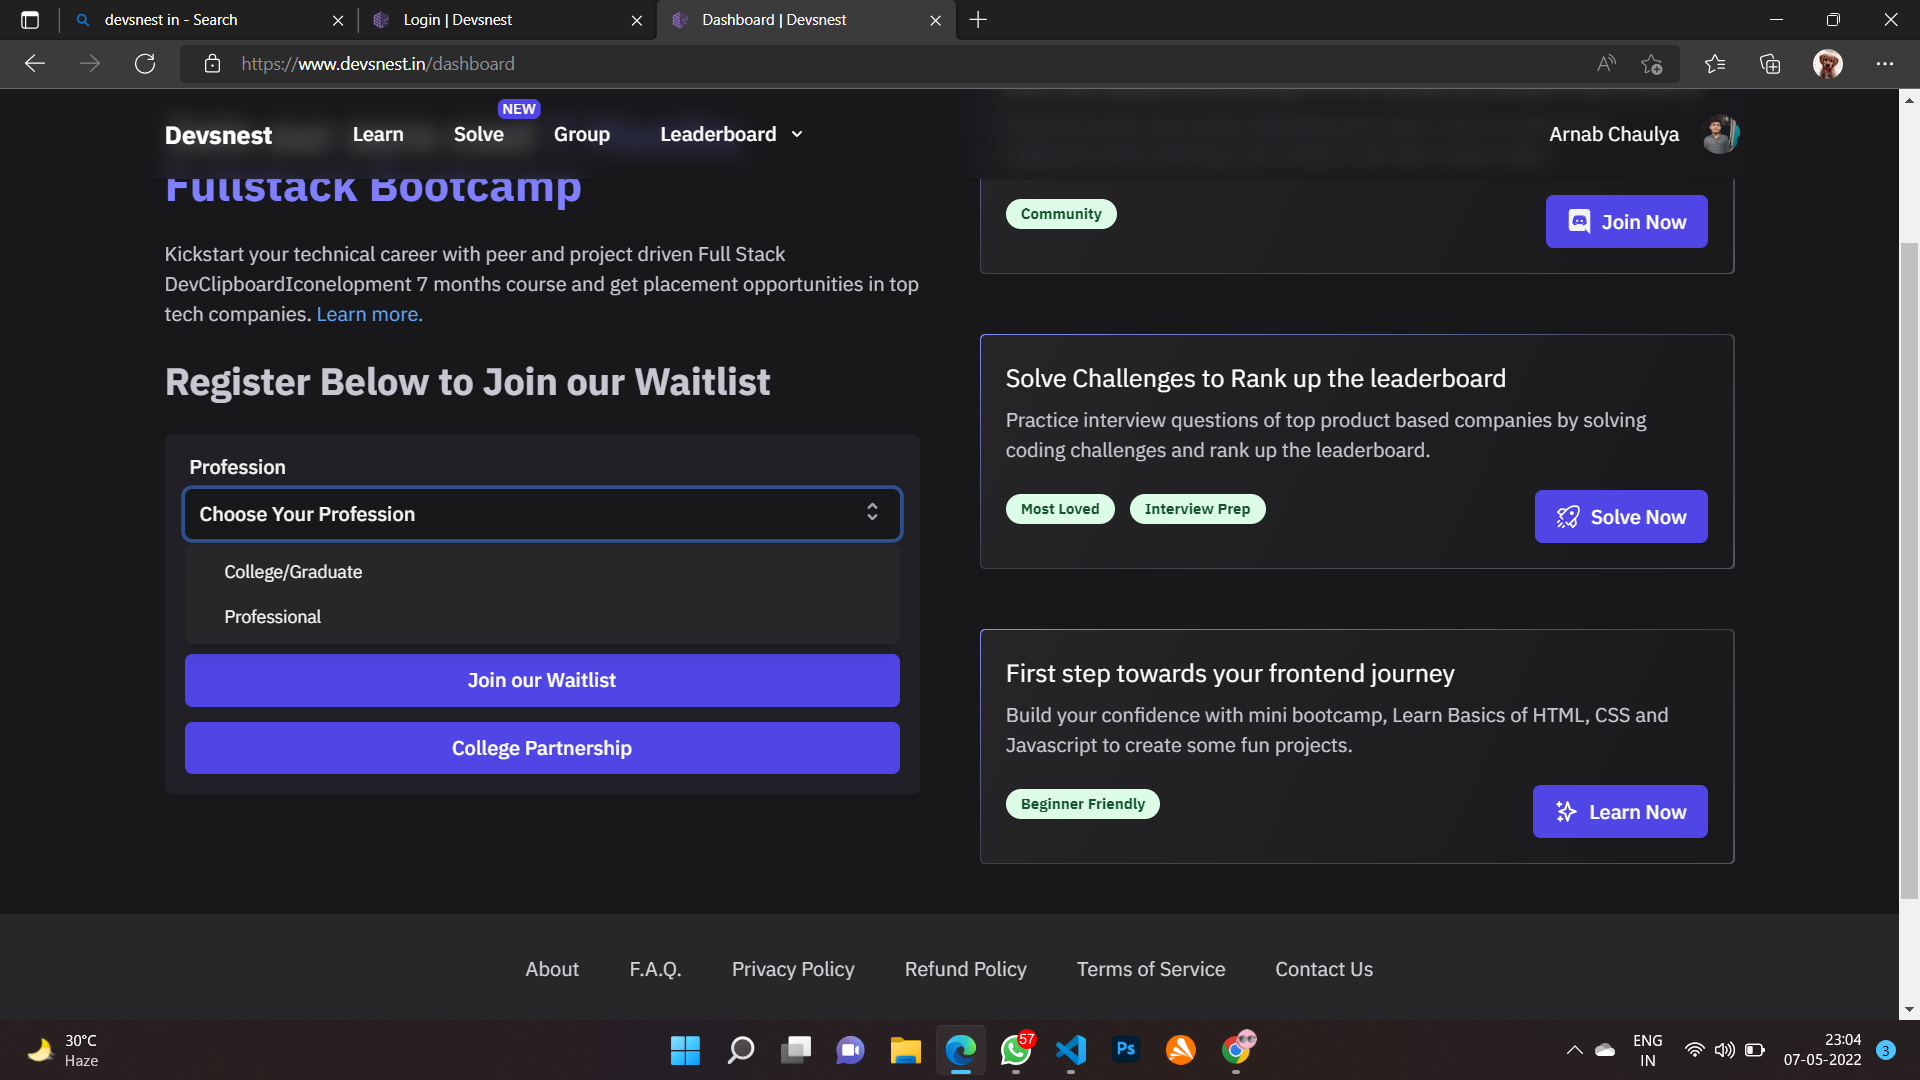 devsnest in - Search
Login | Devsnest
Dashboard | Devsnest
https://www.devsnest.in/dashboard
Devsnest
Learn
Solve
NEW
Group
Leaderboard
Arnab Chaulya
Fullstack Bootcamp
Kickstart your technical career with peer and project driven Full Stack
DevClipboardIconelopment 7 months course and get placement opportunities in top
tech companies. Learn more.
Register Below to Join our Waitlist
Profession
Choose Your Profession
College/Graduate
Professional
Join our Waitlist
College Partnership
Community
Join Now
Solve Challenges to Rank up the leaderboard
Practice interview questions of top product based companies by solving
coding challenges and rank up the leaderboard.
Most Loved
Interview Prep
Solve Now
First step towards your frontend journey
Build your confidence with mini bootcamp, Learn Basics of HTML, CSS and
Javascript to create some fun projects.
Beginner Friendly
Learn Now
About
F.A.Q.
Privacy Policy
Refund Policy
Terms of Service
Contact Us
30°C
Haze
57
Ps
ENG
IN
23:04
07-05-2022
3